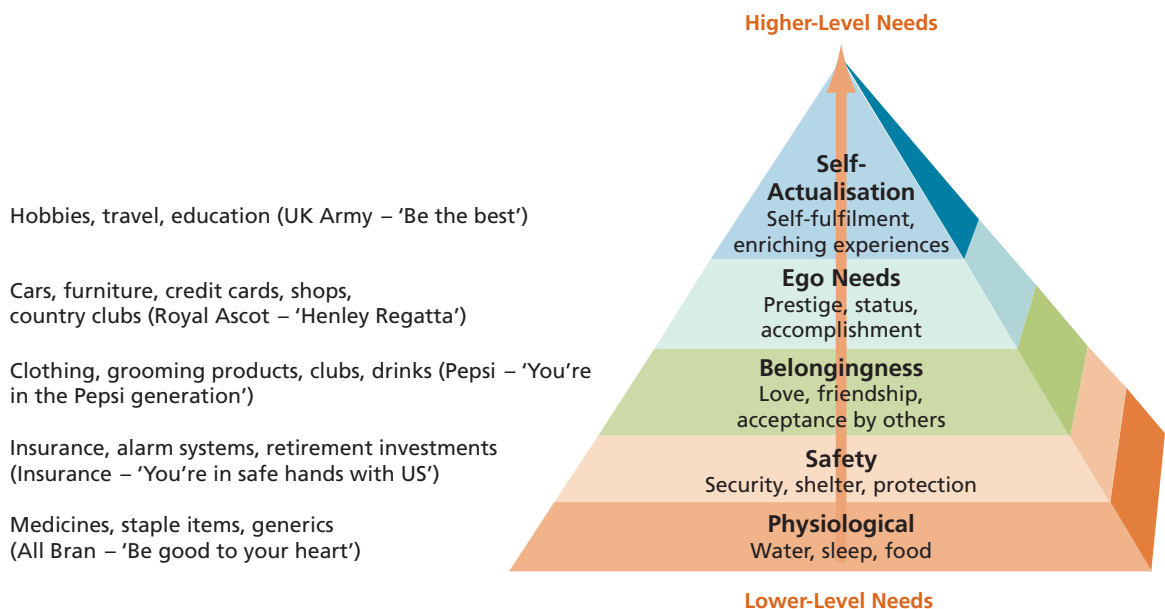 Higher-Level Needs
Self-
Actualisation
Self-fulfilment,
enriching experiences
Hobbies, travel, education (UK Army – ‘Be the best’)
Ego Needs
Prestige, status,
accomplishment
Cars, furniture, credit cards, shops,
country clubs (Royal Ascot – ‘Henley Regatta’)
Belongingness
Love, friendship,
acceptance by others
Clothing, grooming products, clubs, drinks (Pepsi – ‘You’re
in the Pepsi generation’)
Safety
Security, shelter, protection
Insurance, alarm systems, retirement investments
(Insurance – ‘You’re in safe hands with US’)
Physiological
Water, sleep, food
Medicines, staple items, generics
(All Bran – ‘Be good to your heart’)
Lower-Level Needs